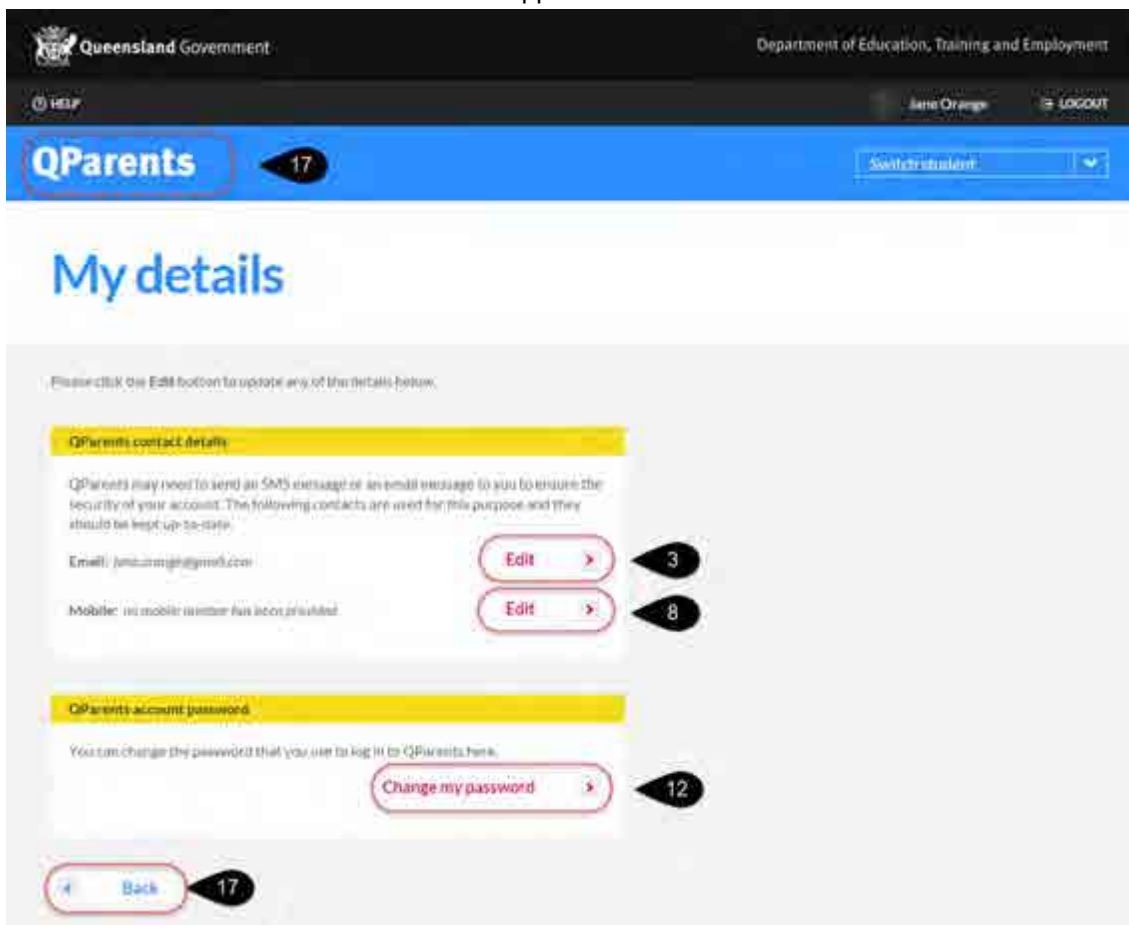 Queensland Government
Department of Education, Training and Employment
HELP
Jane Orange
LOGOUT
QParents
17
Switch student
My details
Please click the Edit button to update any of the details below.
QParents contact details
QParents may need to send an SMS message or an email message to you to ensure the
security of your account. The following contacts are used for this purpose and they
should be kept up-to-date.
Email: jane.orange@gmail.com
Edit
3
Mobile: no mobile number has been provided
Edit
8
QParents account password
You can change the password that you use to log in to QParents here.
Change my password
12
Back
17